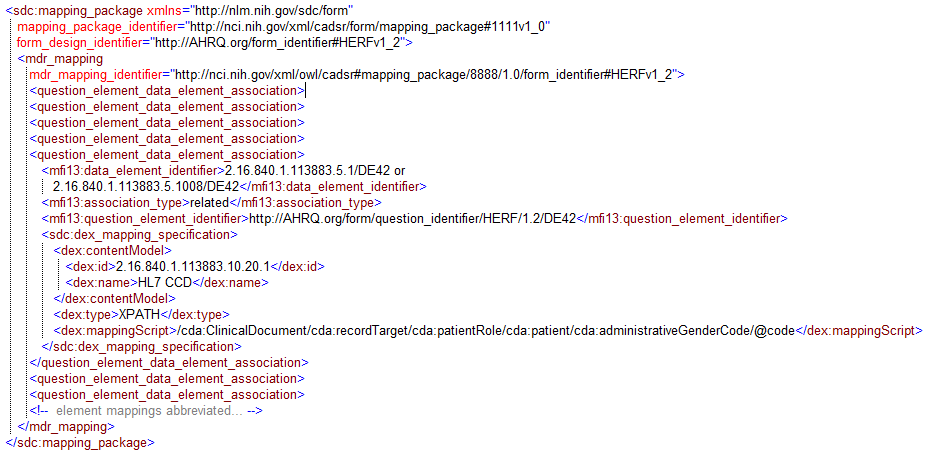 <sdc:mapping_package xmlns="http://nlm.nih.gov/sdc/form"
mapping_package_identifier="http://nci.nih.gov/xml/cadsr/form/mapping_package#1111v1_0"
form_design_identifier="http://AHRQ.org/form_identifier#HERFv1_2">
<mdr_mapping
mdr_mapping_identifier="http://nci.nih.gov/xml/owl/cadsr#mapping_package/8888/1.0/form_identifier#HERFv1_2">
<question_element_data_element_association>
<question_element_data_element_association>
<question_element_data_element_association>
<question_element_data_element_association>
<question_element_data_element_association>
<mfi13:data_element_identifier>2.16.840.1.113883.5.1/DE42 or
2.16.840.1.113883.5.1008/DE42</mfi13:data_element_identifier>
<mfi13:association_type>related</mfi13:association_type>
<mfi13:question_element_identifier>http://AHRQ.org/form/question_identifier/HERF/1.2/DE42</mfi13:question_element_identifier>
<sdc:dex_mapping_specification>
<dex:contentModel>
<dex:id>2.16.840.1.113883.10.20.1</dex:id>
<dex:name>HL7 CCD</dex:name>
</dex:contentModel>
<dex:type>XPATH</dex:type>
<dex:mappingScript>/cda:ClinicalDocument/cda:recordTarget/cda:patientRole/cda:patient/cda:administrativeGenderCode/@code</dex:mappingScript>
</sdc:dex_mapping_specification>
</question_element_data_element_association>
<question_element_data_element_association>
<question_element_data_element_association>
<!-- element mappings abbreviated... -->
</mdr_mapping>
</sdc:mapping_package>